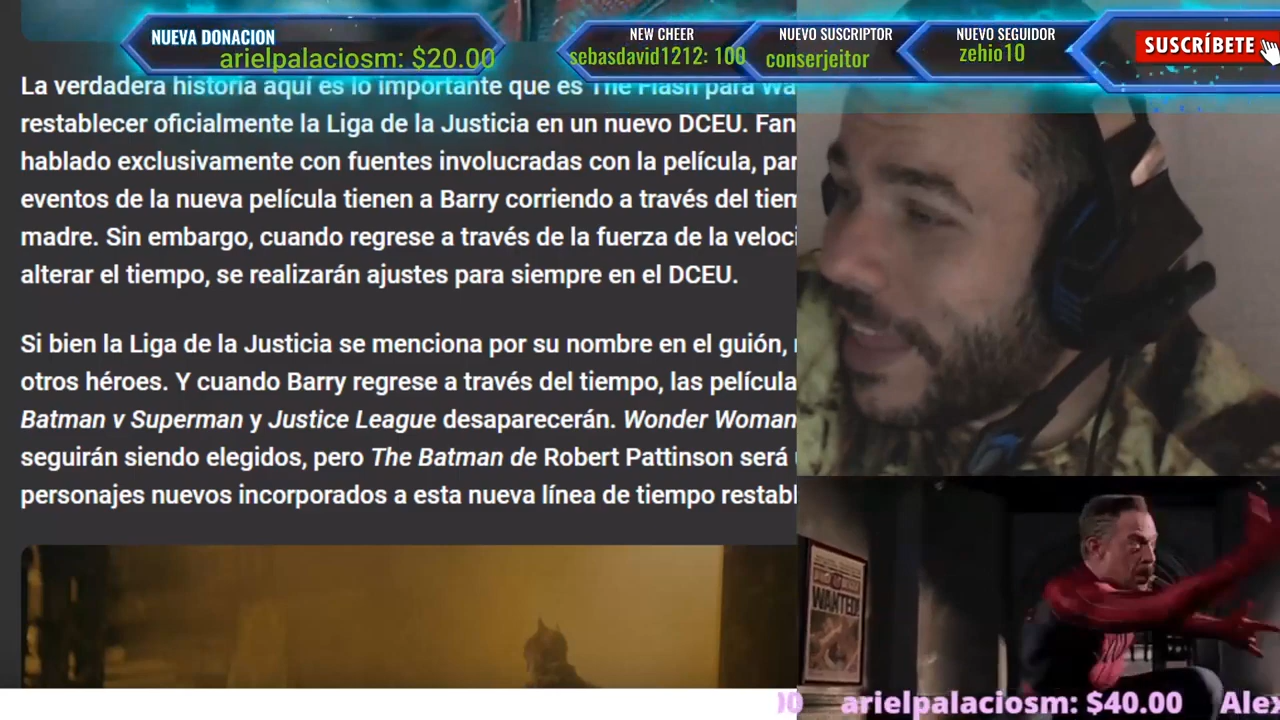 NUEVA DONACION
arielpalaciosm: $20.00
NEW CHEER
sebasdavid1212: 100
NUEVO SUSCRIPTOR
conserjeitor
NUEVO SEGUIDOR
zehio10
SUSCRÍBETE
La verdadera historia aquí es lo importante que es The Flash para Wa
restablecer oficialmente la Liga de la Justicia en un nuevo DCEU. Fan
hablado exclusivamente con fuentes involucradas con la película, par
eventos de la nueva película tienen a Barry corriendo a través del tiem
madre. Sin embargo, cuando regrese a través de la fuerza de la veloci
alterar el tiempo, se realizarán ajustes para siempre en el DCEU.
Si bien la Liga de la Justicia se menciona por su nombre en el guión,
otros héroes. Y cuando Barry regrese a través del tiempo, las película
Batman v Superman y Justice League desaparecerán. Wonder Woman
seguirán siendo elegidos, pero The Batman de Robert Pattinson será
personajes nuevos incorporados a esta nueva línea de tiempo restabl
WANTED!
arielpalaciosm: $40.00 Alex